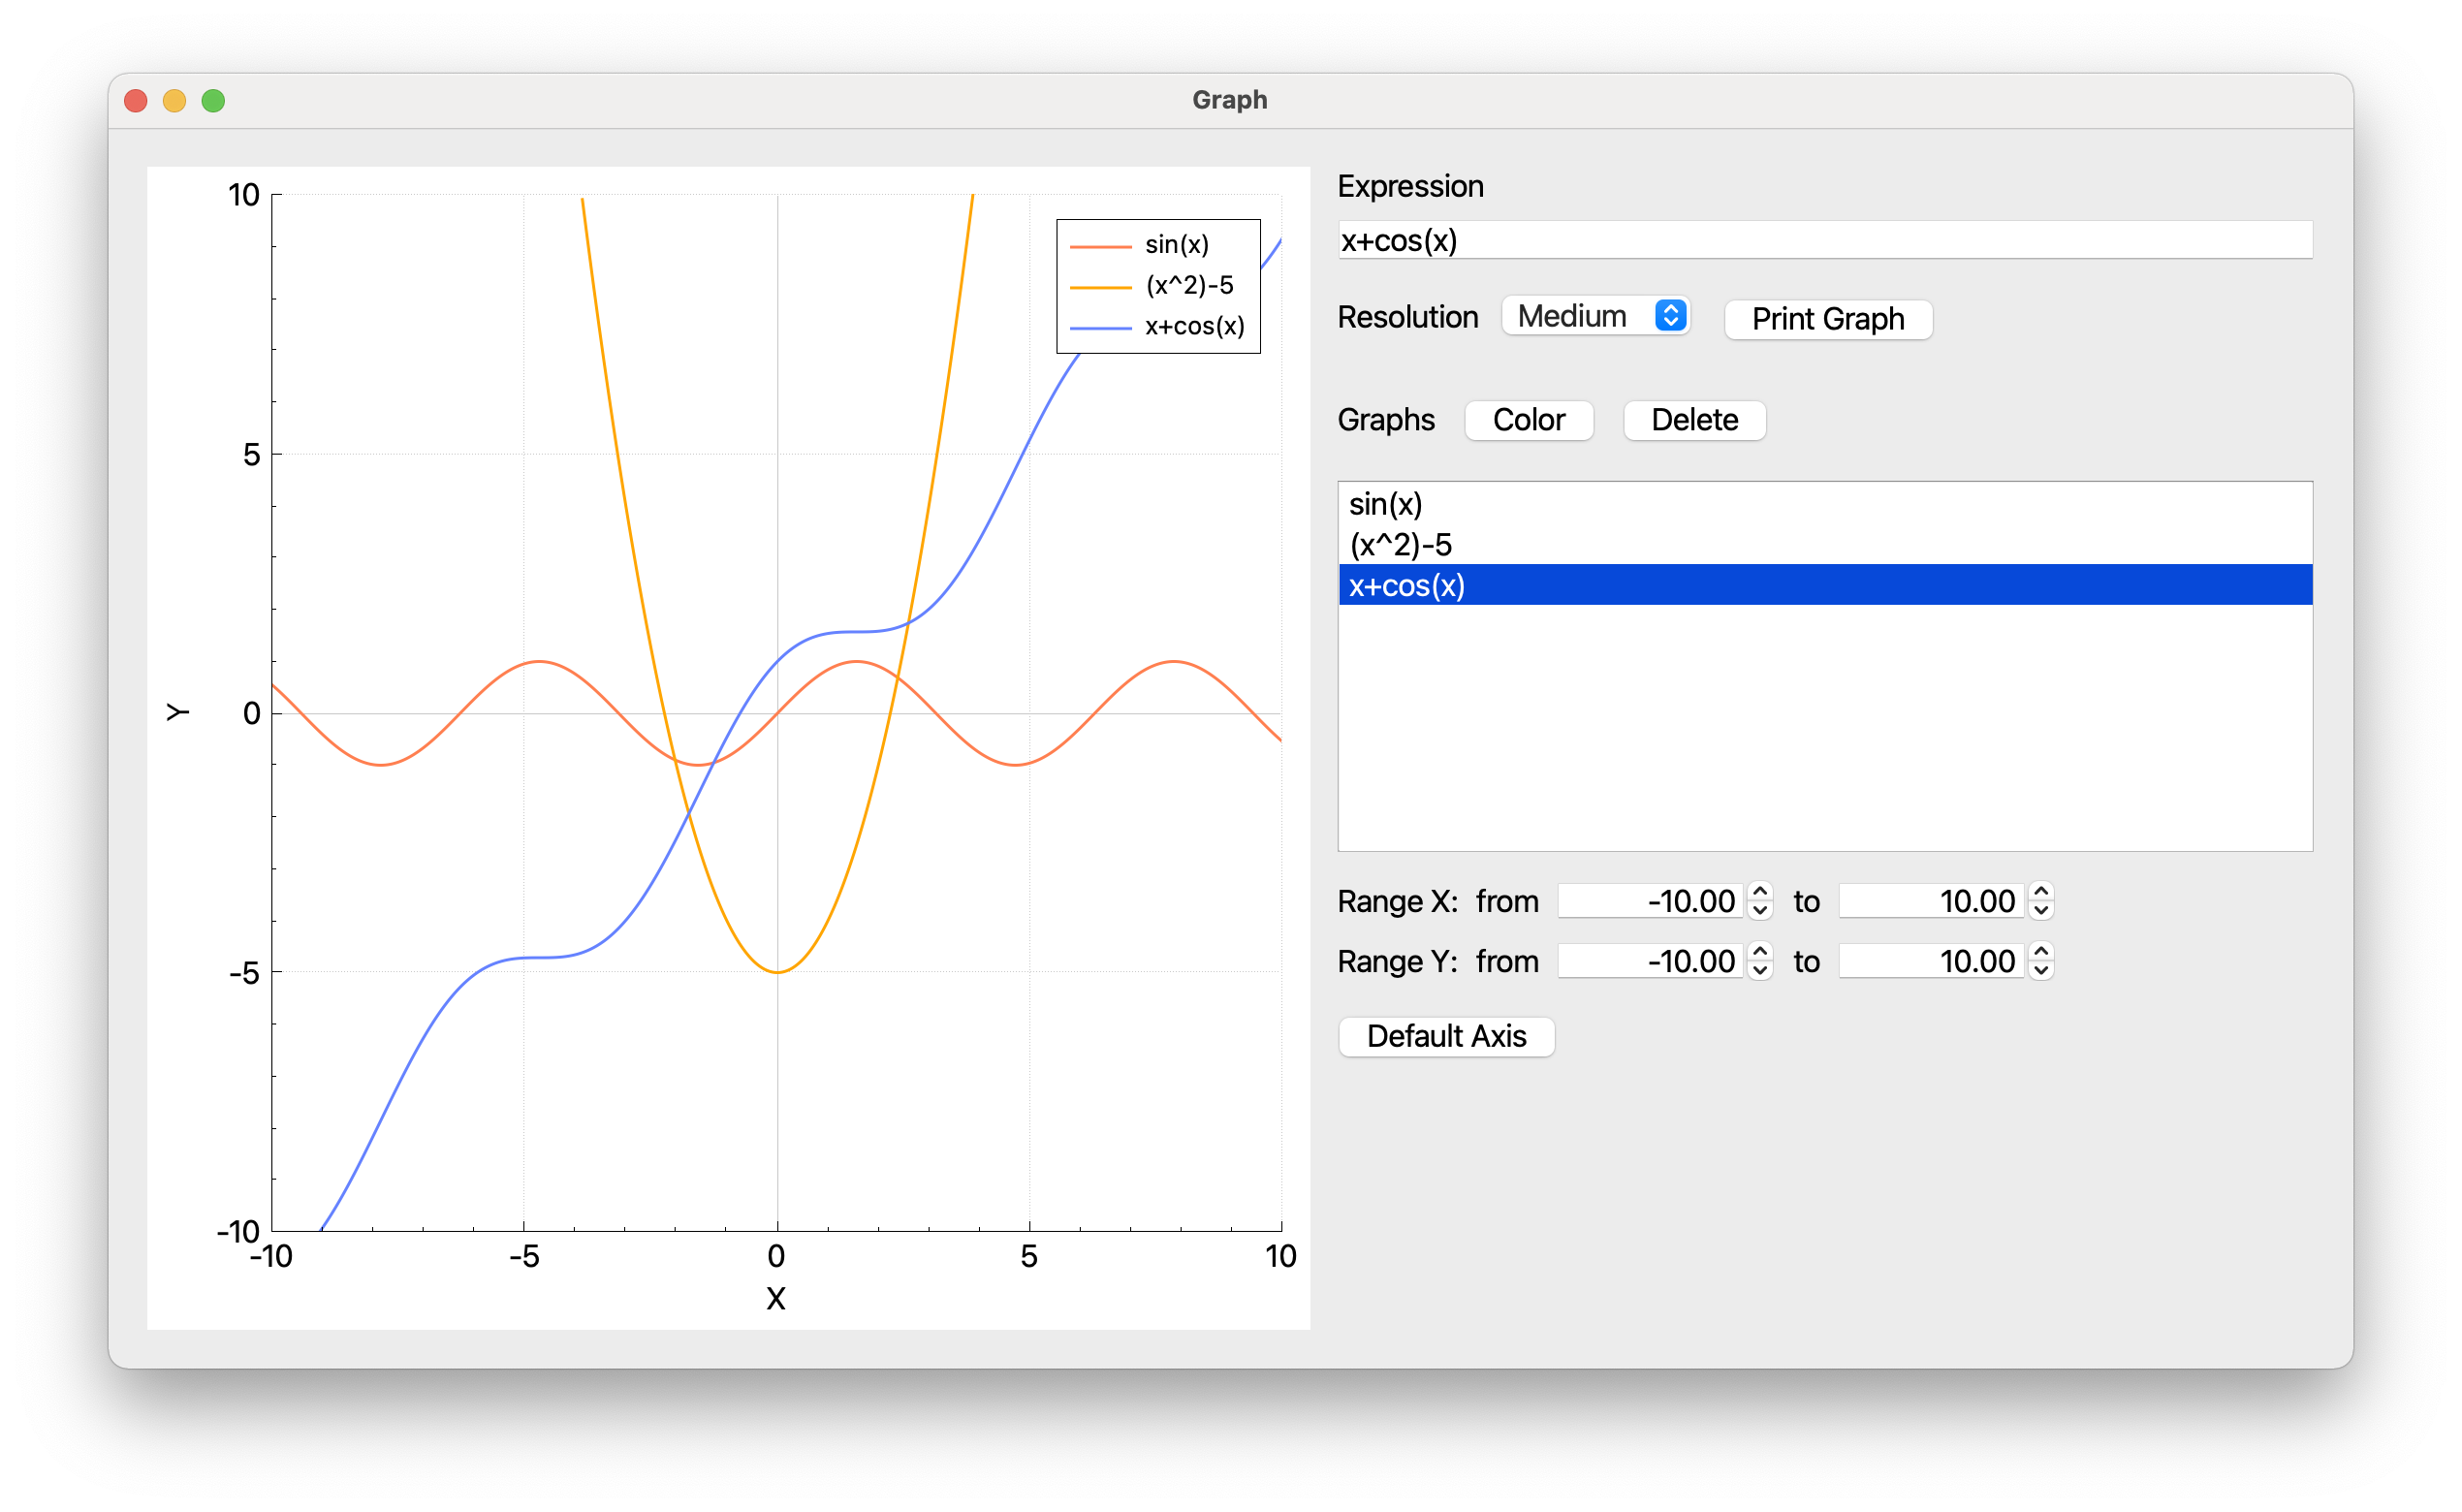 Graph
10
5
0
-5
-10
Y
-10 -5 0 5 10
X
sin(x)
(x^2)-5
x+cos(x)
Expression
x+cos(x)
Resolution Medium Print Graph
Graphs Color Delete
sin(x)
(x^2)-5
x+cos(x)
Range X: from -10.00 to 10.00
Range Y: from -10.00 to 10.00
Default Axis